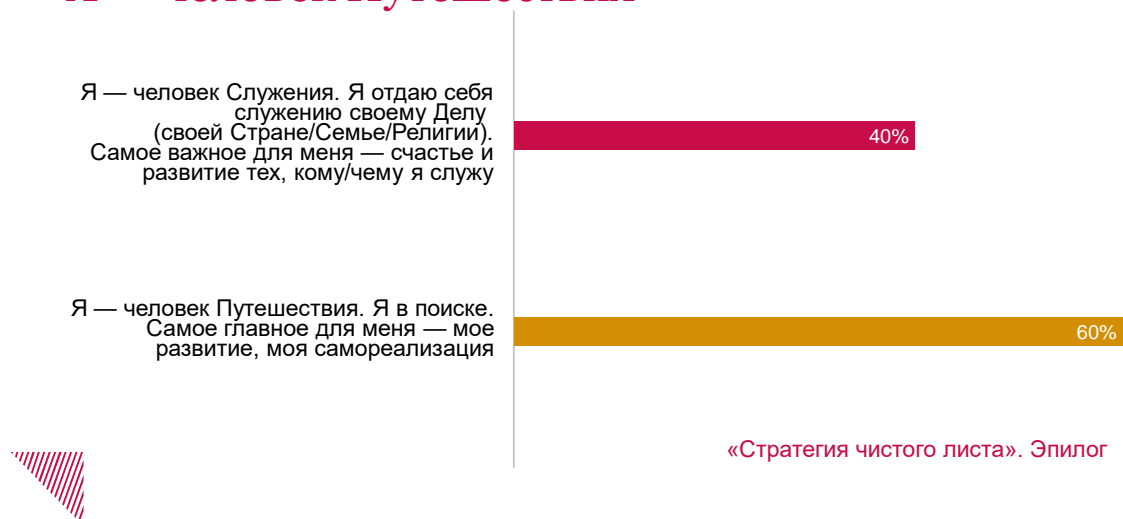 Я — человек Путешествия
Я — человек Служения. Я отдаю себя
служению своему Делу
(своей Стране/Семье/Религии).
Самое важное для меня — счастье и
развитие тех, кому/чему я служу
40%
Я — человек Путешествия. Я в поиске.
Самое главное для меня — мое
развитие, моя самореализация
60%
«Стратегия чистого листа». Эпилог